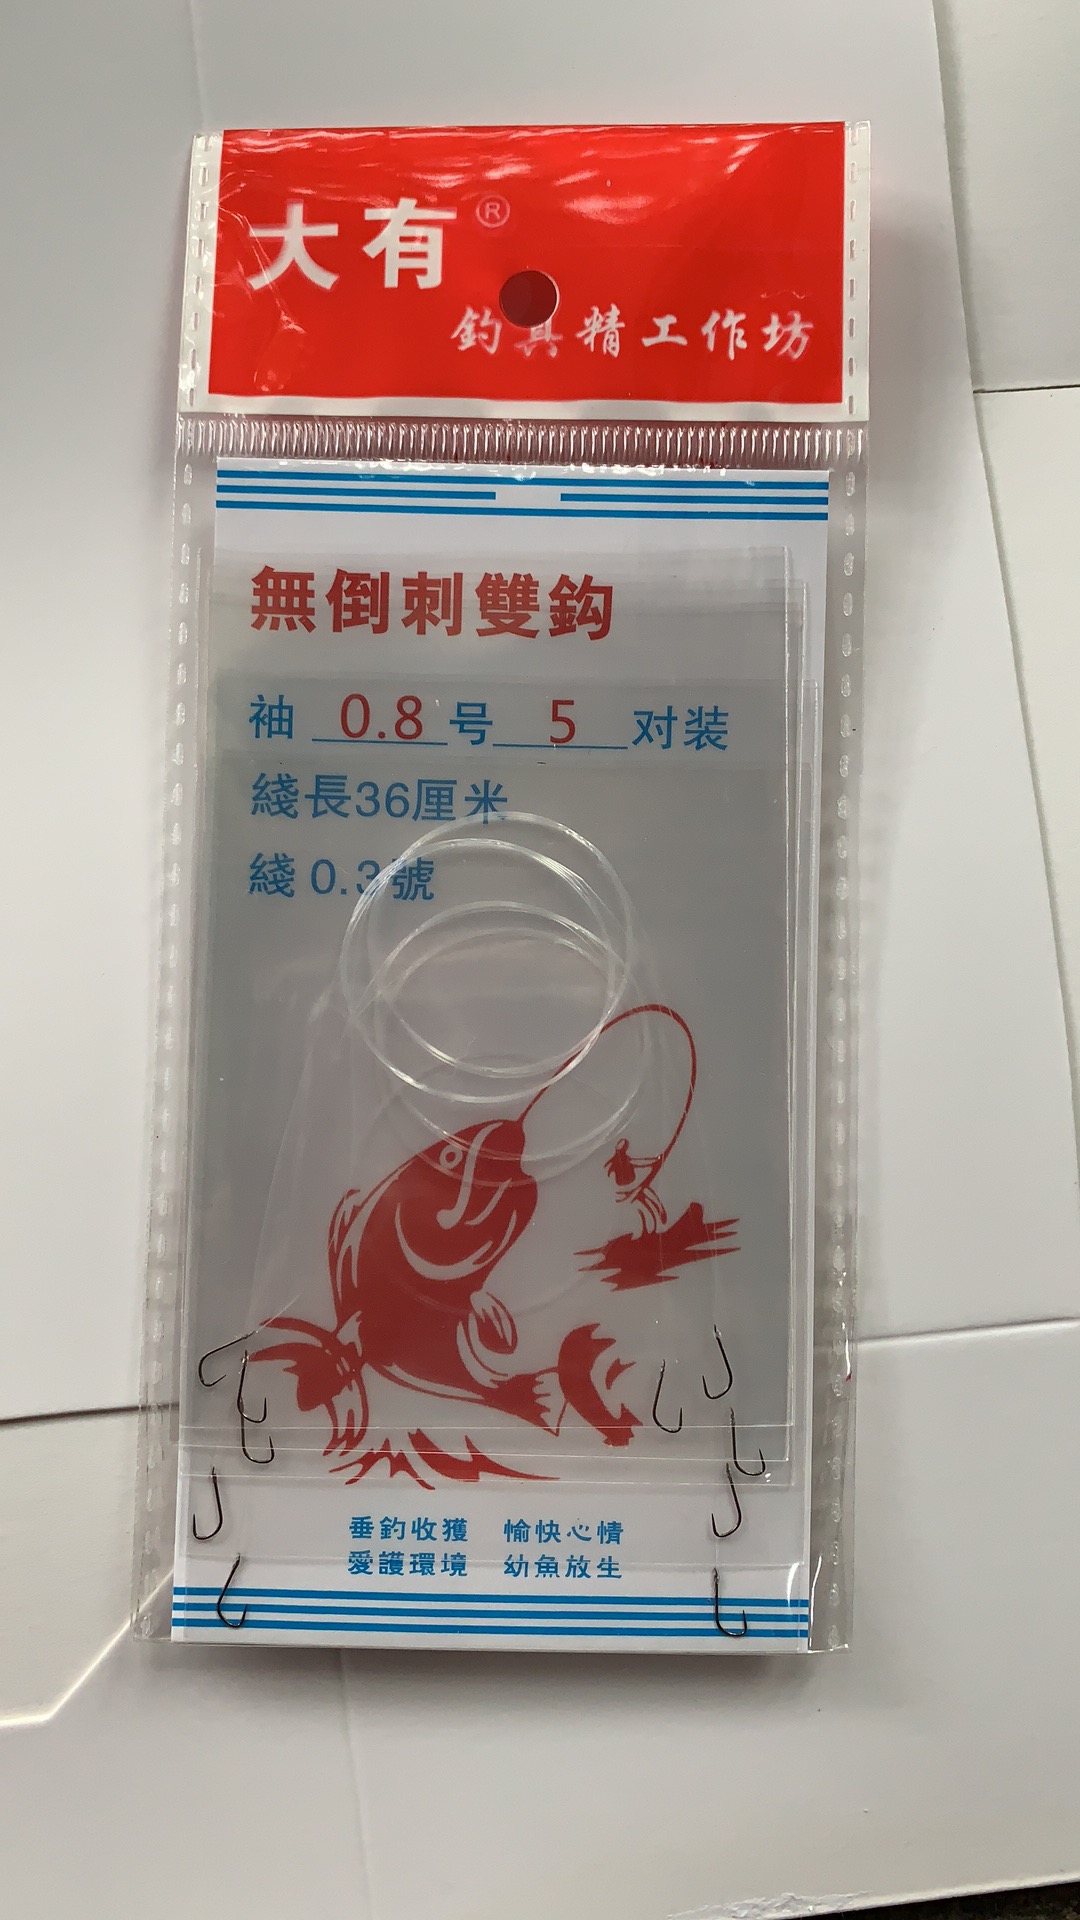 大有®
釣具精工作坊
無倒刺雙鈎
袖 0.8 号 5 对装
綫長36厘米
綫 0.3號
垂釣收獲 愉快心情
愛護環境 幼魚放生